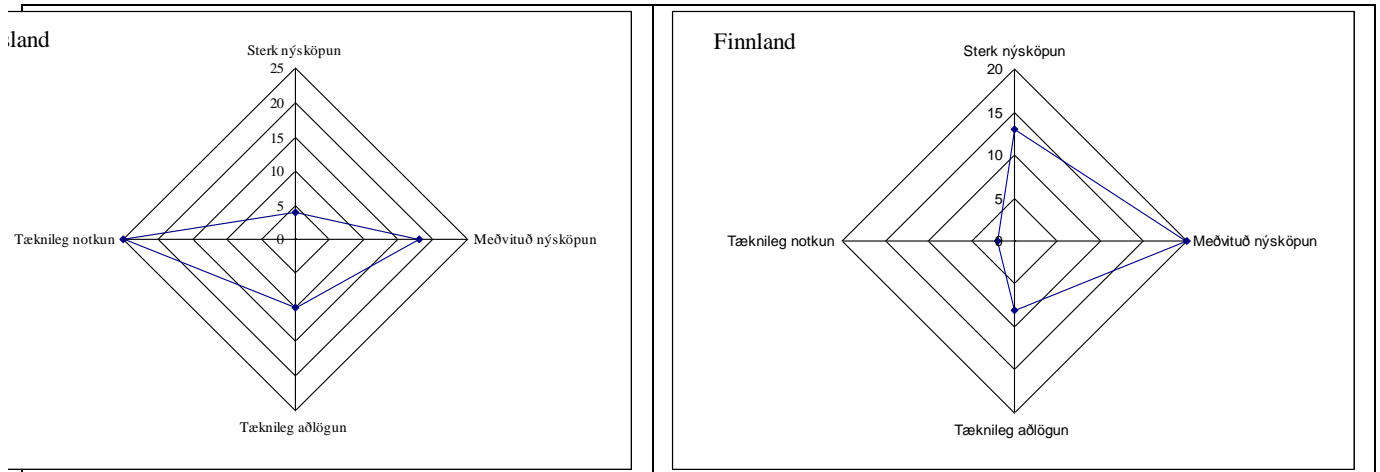 sland
Sterk nýsköpun
25
20
15
10
5
0
Tæknileg notkun
Meðvituð nýsköpun
Tæknileg aðlögun
Finnland
Sterk nýsköpun
20
15
10
5
0
Tæknileg notkun
Meðvituð nýsköpun
Tæknileg aðlögun